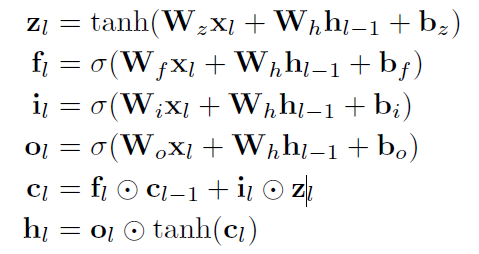 z_l = tanh(W_z x_l + W_h h_{l−1} + b_z)
f_l = σ(W_f x_l + W_h h_{l−1} + b_f)
i_l = σ(W_i x_l + W_h h_{l−1} + b_i)
o_l = σ(W_o x_l + W_h h_{l−1} + b_o)
c_l = f_l ⊙ c_{l−1} + i_l ⊙ z_l
h_l = o_l ⊙ tanh(c_l)